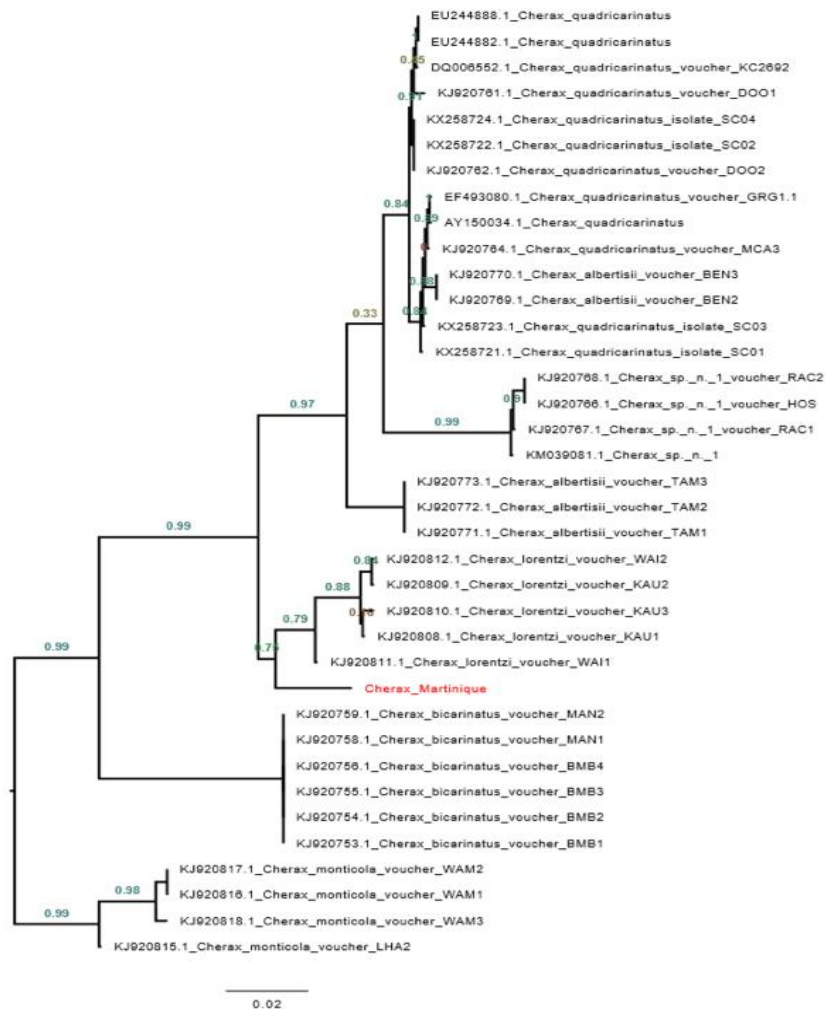 EU244888.1_Cherax_quadricarinatus
EU244882.1_Cherax_quadricarinatus
DQ006552.1_Cherax_quadricarinatus_voucher_KC2692
KJ920761.1_Cherax_quadricarinatus_voucher_DOO1
KX258724.1_Cherax_quadricarinatus_isolate_SC04
KX258722.1_Cherax_quadricarinatus_isolate_SC02
KJ920762.1_Cherax_quadricarinatus_voucher_DOO2
EF493080.1_Cherax_quadricarinatus_voucher_GRG1.1
0.84
AY150034.1_Cherax_quadricarinatus
KJ920764.1_Cherax_quadricarinatus_voucher_MCA3
KJ920770.1_Cherax_albertisii_voucher_BEN3
KJ920769.1_Cherax_albertisii_voucher_BEN2
0.33
KX258723.1_Cherax_quadricarinatus_isolate_SC03
KX258721.1_Cherax_quadricarinatus_isolate_SC01
KJ920768.1_Cherax_sp._n._1_voucher_RAC2
KJ920766.1_Cherax_sp._n._1_voucher_HOS
0.97
0.99
KJ920767.1_Cherax_sp._n._1_voucher_RAC1
KM039081.1_Cherax_sp._n._1
KJ920773.1_Cherax_albertisii_voucher_TAM3
KJ920772.1_Cherax_albertisii_voucher_TAM2
0.99
KJ920771.1_Cherax_albertisii_voucher_TAM1
0.84
KJ920812.1_Cherax_lorentzi_voucher_WAI2
0.88
KJ920809.1_Cherax_lorentzi_voucher_KAU2
KJ920810.1_Cherax_lorentzi_voucher_KAU3
0.79
KJ920808.1_Cherax_lorentzi_voucher_KAU1
0.99
KJ920811.1_Cherax_lorentzi_voucher_WAI1
Cherax_Martinique
KJ920759.1_Cherax_bicarinatus_voucher_MAN2
KJ920758.1_Cherax_bicarinatus_voucher_MAN1
KJ920756.1_Cherax_bicarinatus_voucher_BMB4
KJ920755.1_Cherax_bicarinatus_voucher_BMB3
KJ920754.1_Cherax_bicarinatus_voucher_BMB2
KJ920753.1_Cherax_bicarinatus_voucher_BMB1
KJ920817.1_Cherax_monticola_voucher_WAM2
0.98
KJ920816.1_Cherax_monticola_voucher_WAM1
0.99
KJ920818.1_Cherax_monticola_voucher_WAM3
KJ920815.1_Cherax_monticola_voucher_LHA2
0.02